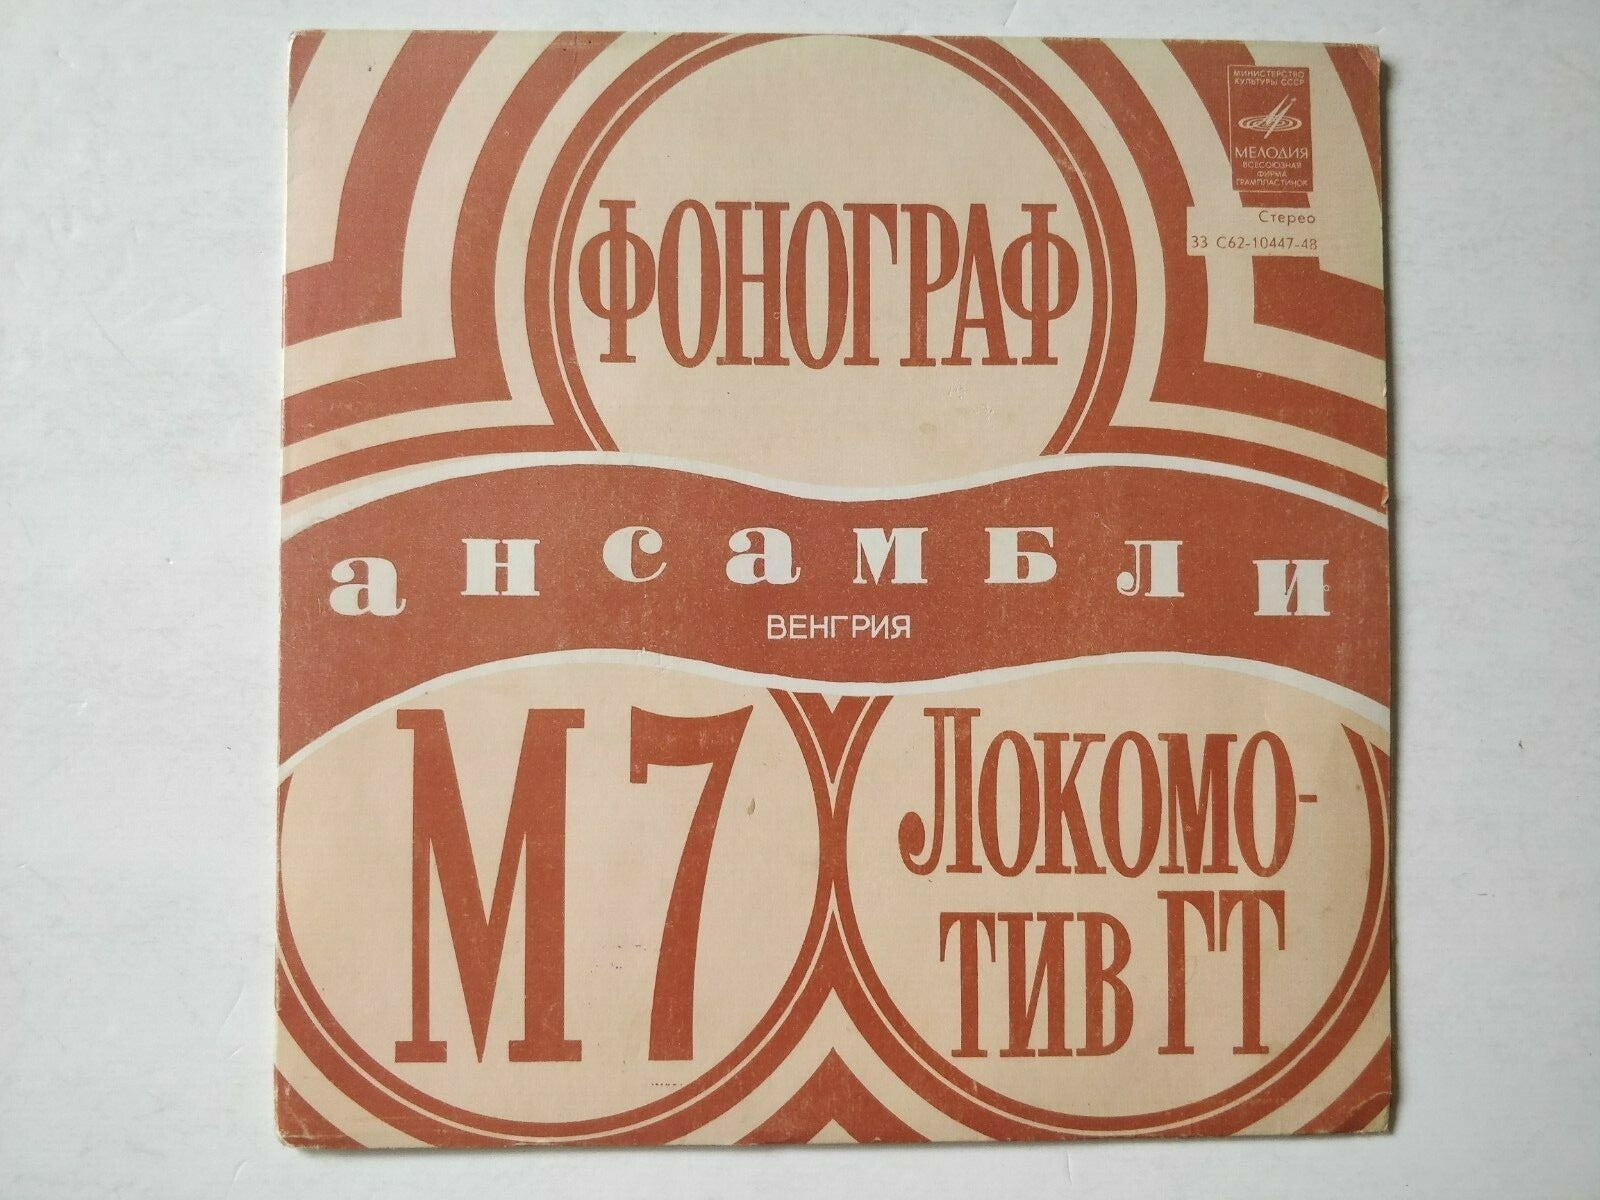 МИНИСТЕРСТВО
КУЛЬТУРЫ СССР
МЕЛОДИЯ
ВСЕСОЮЗНАЯ
ФИРМА
ГРАМПЛАСТИНОК
Стерео
33 С62-10447-48
ФОНОГРАФ
ансамбли
ВЕНГРИЯ
М7
ЛОКОМО-
ТИВ ГТ